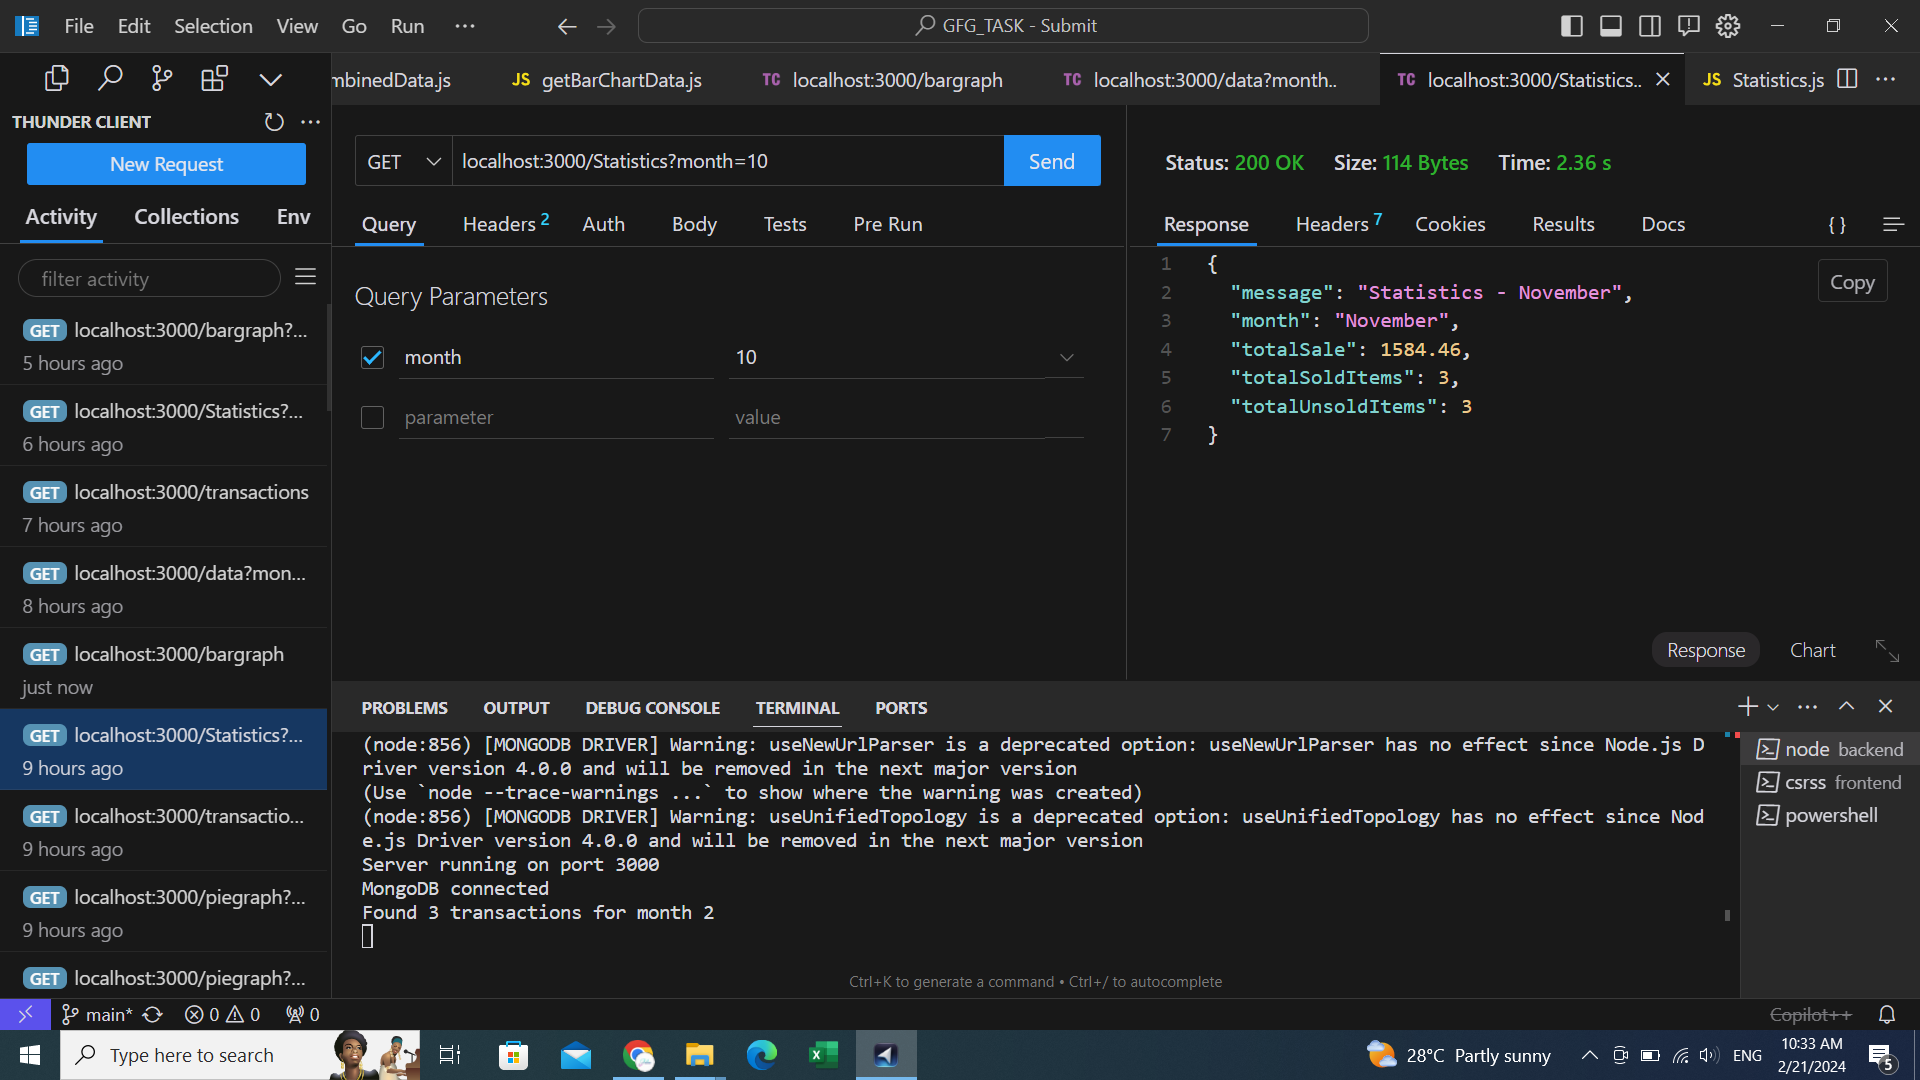 File Edit Selection View Go Run ...
GFG_TASK - Submit
THUNDER CLIENT
New Request
Activity Collections Env
filter activity
GET localhost:3000/bargraph?...
5 hours ago
GET localhost:3000/Statistics?...
6 hours ago
GET localhost:3000/transactions
7 hours ago
GET localhost:3000/data?mon...
8 hours ago
GET localhost:3000/bargraph
just now
GET localhost:3000/Statistics?...
9 hours ago
GET localhost:3000/transactio...
9 hours ago
GET localhost:3000/piegraph?...
9 hours ago
GET localhost:3000/piegraph?...
mbinedData.js JS getBarChartData.js TC localhost:3000/bargraph TC localhost:3000/data?month.. TC localhost:3000/Statistics.. JS Statistics.js
GET localhost:3000/Statistics?month=10 Send
Query Headers 2 Auth Body Tests Pre Run
Query Parameters
month 10
parameter value
Status: 200 OK Size: 114 Bytes Time: 2.36 s
Response Headers 7 Cookies Results Docs { }
Copy
1 {
2 "message": "Statistics - November",
3 "month": "November",
4 "totalSale": 1584.46,
5 "totalSoldItems": 3,
6 "totalUnsoldItems": 3
7 }
Response Chart
PROBLEMS OUTPUT DEBUG CONSOLE TERMINAL PORTS
(node:856) [MONGODB DRIVER] Warning: useNewUrlParser is a deprecated option: useNewUrlParser has no effect since Node.js D
river version 4.0.0 and will be removed in the next major version
(Use `node --trace-warnings ...` to show where the warning was created)
(node:856) [MONGODB DRIVER] Warning: useUnifiedTopology is a deprecated option: useUnifiedTopology has no effect since Nod
e.js Driver version 4.0.0 and will be removed in the next major version
Server running on port 3000
MongoDB connected
Found 3 transactions for month 2
Ctrl+K to generate a command • Ctrl+/ to autocomplete
node backend
csrss frontend
powershell
main* 0 0 0
Copilot++
Type here to search
28°C Partly sunny
ENG
10:33 AM
2/21/2024
5